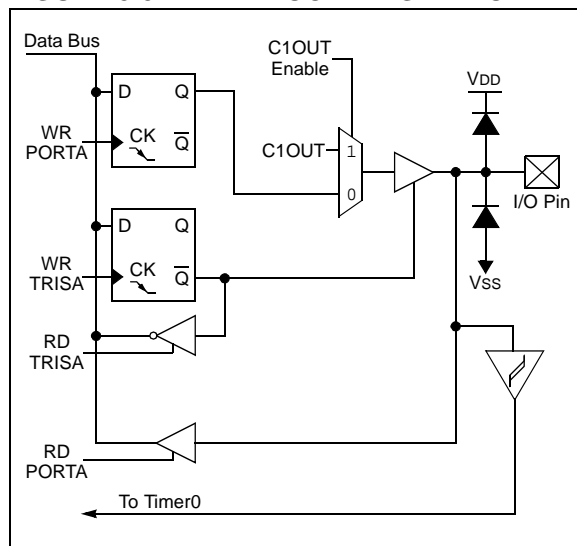 Data Bus
C1OUT
Enable
VDD
D
Q
WR
PORTA
CK
Q
C1OUT
1
0
I/O Pin
D
Q
WR
TRISA
CK
Q
VSS
RD
TRISA
RD
PORTA
To Timer0